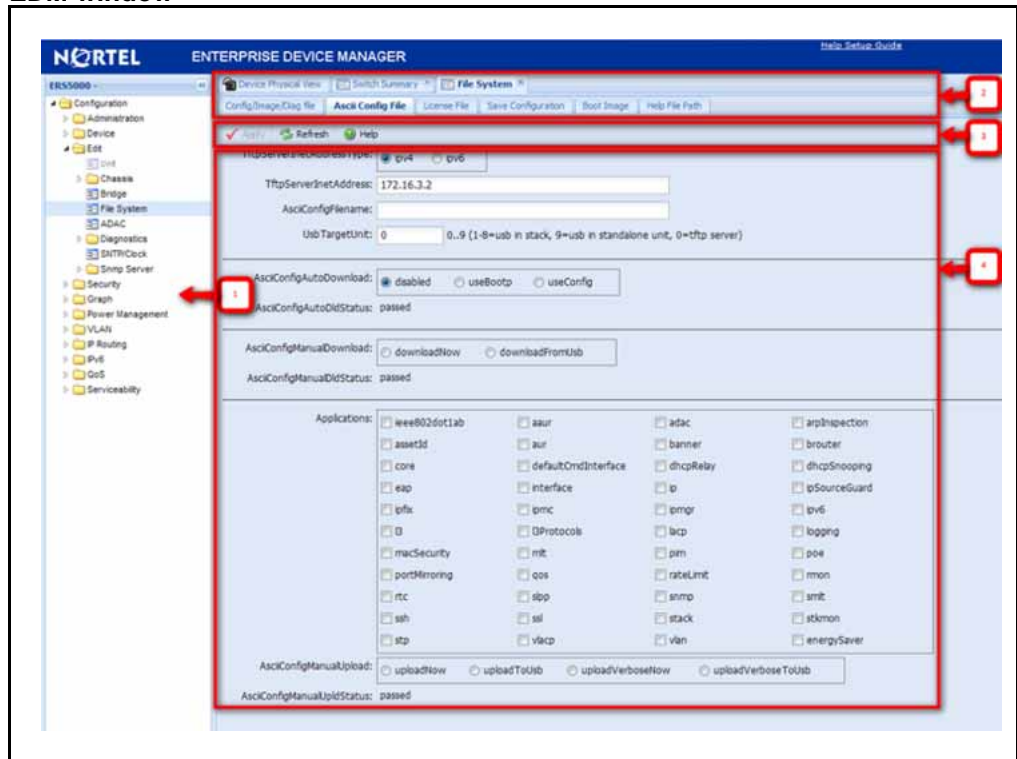 EDM window
NORTEL ENTERPRISE DEVICE MANAGER
Help Setup Guide
ERS5000 -
Configuration
Administration
Device
Edit
Unit
Chassis
Bridge
File System
ADAC
Diagnostics
SNTP/Clock
Snmp Server
Security
Graph
Power Management
VLAN
IP Routing
IPv6
QoS
Serviceability
1
Device Physical View Switch Summary File System
Config/Image/Diag file Ascii Config File License File Save Configuration Boot Image Help File Path
2
Apply Refresh Help
3
TftpServerInetAddressType: ipv4 ipv6
TftpServerInetAddress: 172.16.3.2
AsciiConfigFilename:
UsbTargetUnit: 0 0..9 (1-8=usb in stack, 9=usb in standalone unit, 0=tftp server)
4
AsciiConfigAutoDownload: disabled useBootp useConfig
AsciiConfigAutoDldStatus: passed
AsciiConfigManualDownload: downloadNow downloadFromUsb
AsciiConfigManualDldStatus: passed
Applications: ieee802dot1ab aaur adac arpInspection
assetId aur banner brouter
core defaultCmdInterface dhcpRelay dhcpSnooping
eap interface ip ipSourceGuard
ipfix ipmc ipmgr ipv6
l3 l3Protocols lacp logging
macSecurity mlt pim poe
portMirroring qos rateLimit rmon
rtc slpp snmp smlt
ssh ssl stack stkmon
stp vlacp vlan energySaver
AsciiConfigManualUpload: uploadNow uploadToUsb uploadVerboseNow uploadVerboseToUsb
AsciiConfigManualUpldStatus: passed